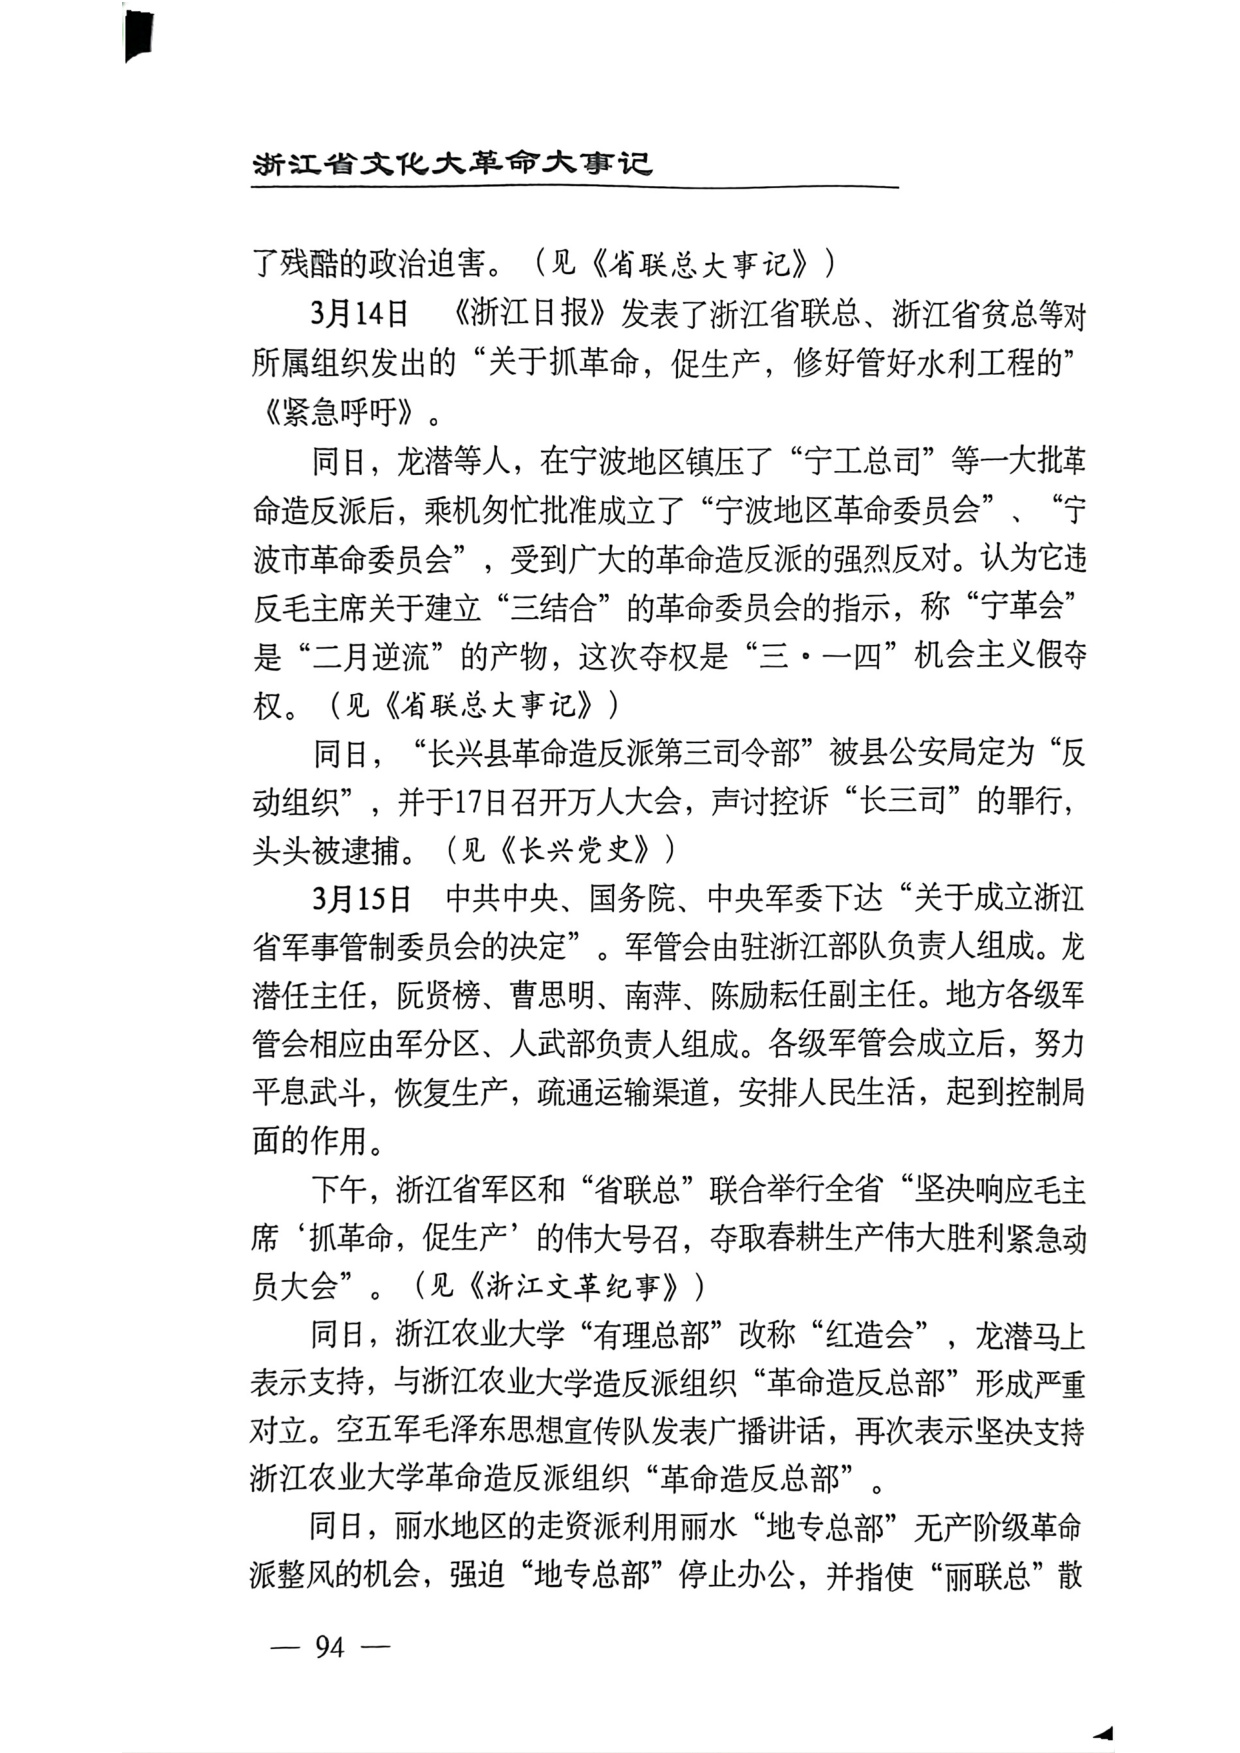 浙江省文化大革命大事记
了残酷的政治迫害。（见《省联总大事记》）
3月14日　《浙江日报》发表了浙江省联总、浙江省贫总等对
所属组织发出的“关于抓革命，促生产，修好管好水利工程的”
《紧急呼吁》。
同日，龙潜等人，在宁波地区镇压了“宁工总司”等一大批革
命造反派后，乘机匆忙批准成立了“宁波地区革命委员会”、“宁
波市革命委员会”，受到广大的革命造反派的强烈反对。认为它违
反毛主席关于建立“三结合”的革命委员会的指示，称“宁革会”
是“二月逆流”的产物，这次夺权是“三·一四”机会主义假夺
权。（见《省联总大事记》）
同日，“长兴县革命造反派第三司令部”被县公安局定为“反
动组织”，并于17日召开万人大会，声讨控诉“长三司”的罪行，
头头被逮捕。（见《长兴党史》）
3月15日　中共中央、国务院、中央军委下达“关于成立浙江
省军事管制委员会的决定”。军管会由驻浙江部队负责人组成。龙
潜任主任，阮贤榜、曹思明、南萍、陈励耘任副主任。地方各级军
管会相应由军分区、人武部负责人组成。各级军管会成立后，努力
平息武斗，恢复生产，疏通运输渠道，安排人民生活，起到控制局
面的作用。
下午，浙江省军区和“省联总”联合举行全省“坚决响应毛主
席‘抓革命，促生产’的伟大号召，夺取春耕生产伟大胜利紧急动
员大会”。（见《浙江文革纪事》）
同日，浙江农业大学“有理总部”改称“红造会”，龙潜马上
表示支持，与浙江农业大学造反派组织“革命造反总部”形成严重
对立。空五军毛泽东思想宣传队发表广播讲话，再次表示坚决支持
浙江农业大学革命造反派组织“革命造反总部”。
同日，丽水地区的走资派利用丽水“地专总部”无产阶级革命
派整风的机会，强迫“地专总部”停止办公，并指使“丽联总”散
— 94 —